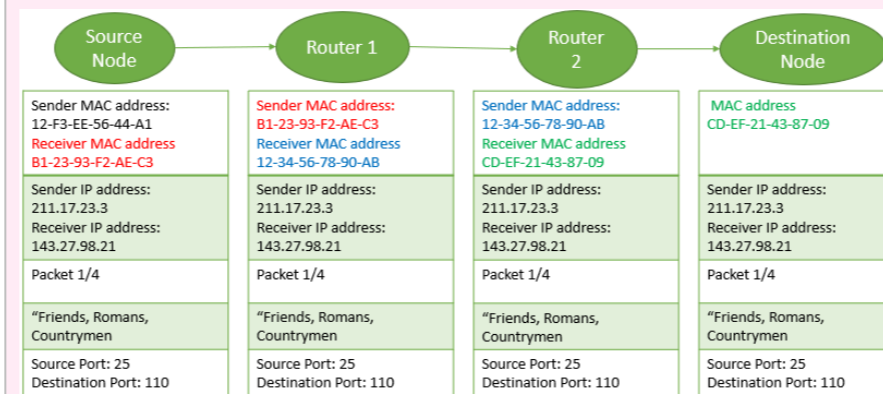 Source
Node
Router 1
Router
2
Destination
Node
Sender MAC address:
12-F3-EE-56-44-A1
Receiver MAC address
B1-23-93-F2-AE-C3
Sender IP address:
211.17.23.3
Receiver IP address:
143.27.98.21
Packet 1/4
“Friends, Romans,
Countrymen
Source Port: 25
Destination Port: 110
Sender MAC address:
B1-23-93-F2-AE-C3
Receiver MAC address
12-34-56-78-90-AB
Sender IP address:
211.17.23.3
Receiver IP address:
143.27.98.21
Packet 1/4
“Friends, Romans,
Countrymen
Source Port: 25
Destination Port: 110
Sender MAC address:
12-34-56-78-90-AB
Receiver MAC address
CD-EF-21-43-87-09
Sender IP address:
211.17.23.3
Receiver IP address:
143.27.98.21
Packet 1/4
“Friends, Romans,
Countrymen
Source Port: 25
Destination Port: 110
MAC address
CD-EF-21-43-87-09
Sender IP address:
211.17.23.3
Receiver IP address:
143.27.98.21
Packet 1/4
“Friends, Romans,
Countrymen
Source Port: 25
Destination Port: 110